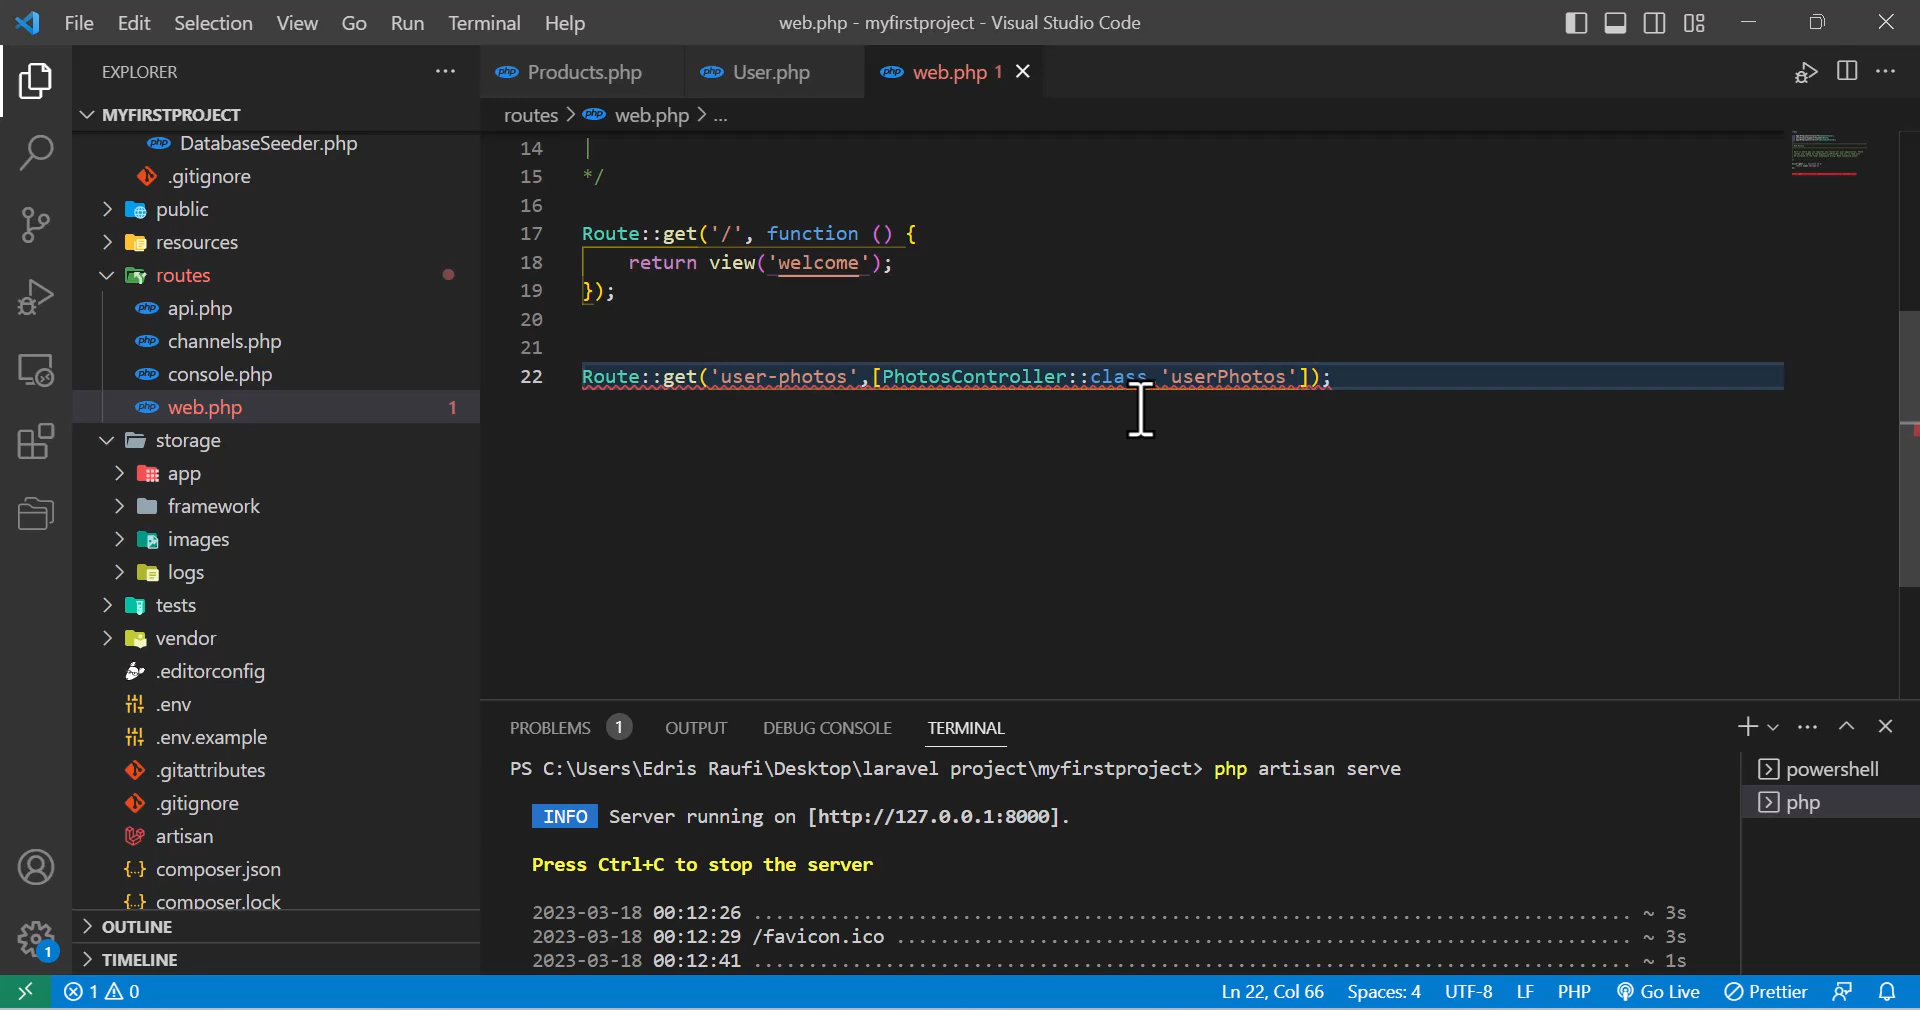 File Edit Selection View Go Run Terminal Help
web.php - myfirstproject - Visual Studio Code
EXPLORER
MYFIRSTPROJECT
DatabaseSeeder.php
.gitignore
public
resources
routes
api.php
channels.php
console.php
web.php 1
storage
app
framework
images
logs
tests
vendor
.editorconfig
.env
.env.example
.gitattributes
.gitignore
artisan
composer.json
composer.lock
OUTLINE
TIMELINE
Products.php User.php web.php 1
routes > web.php > ...
14 |
15 */
16
17 Route::get('/', function () {
18 return view('welcome');
19 });
20
21
22 Route::get('user-photos',[PhotosController::class,'userPhotos']);
PROBLEMS 1 OUTPUT DEBUG CONSOLE TERMINAL
PS C:\Users\Edris Raufi\Desktop\laravel project\myfirstproject> php artisan serve
INFO Server running on [http://127.0.0.1:8000].
Press Ctrl+C to stop the server
2023-03-18 00:12:26 ................................................................................ ~ 3s
2023-03-18 00:12:29 /favicon.ico ................................................................... ~ 3s
2023-03-18 00:12:41 ................................................................................ ~ 1s
powershell
php
1
1 0
Ln 22, Col 66 Spaces: 4 UTF-8 LF PHP Go Live Prettier